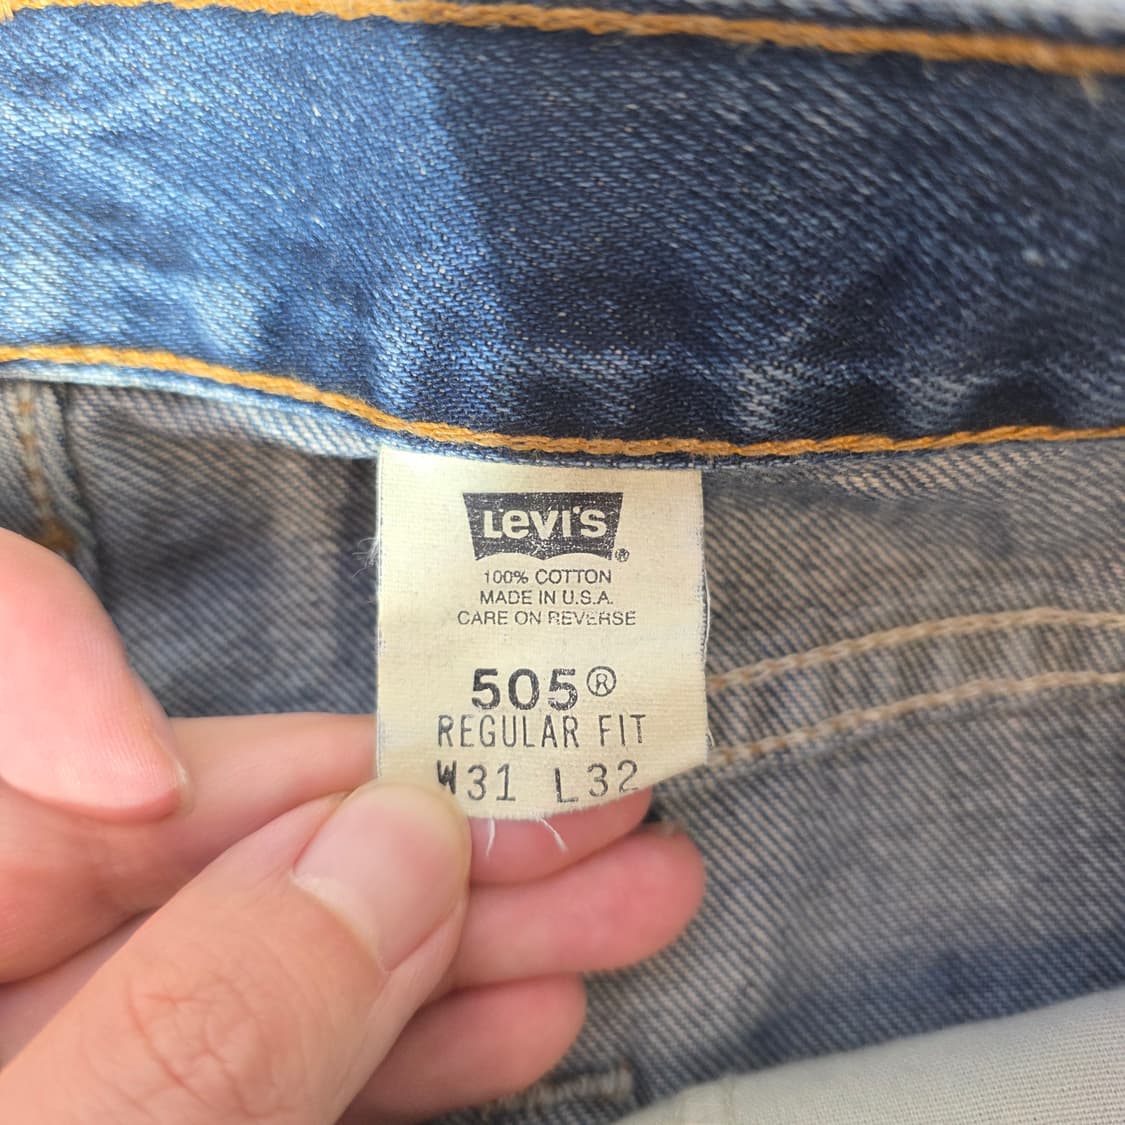 Levi's®
100% COTTON
MADE IN U.S.A.
CARE ON REVERSE
505®
REGULAR FIT
W31 L32